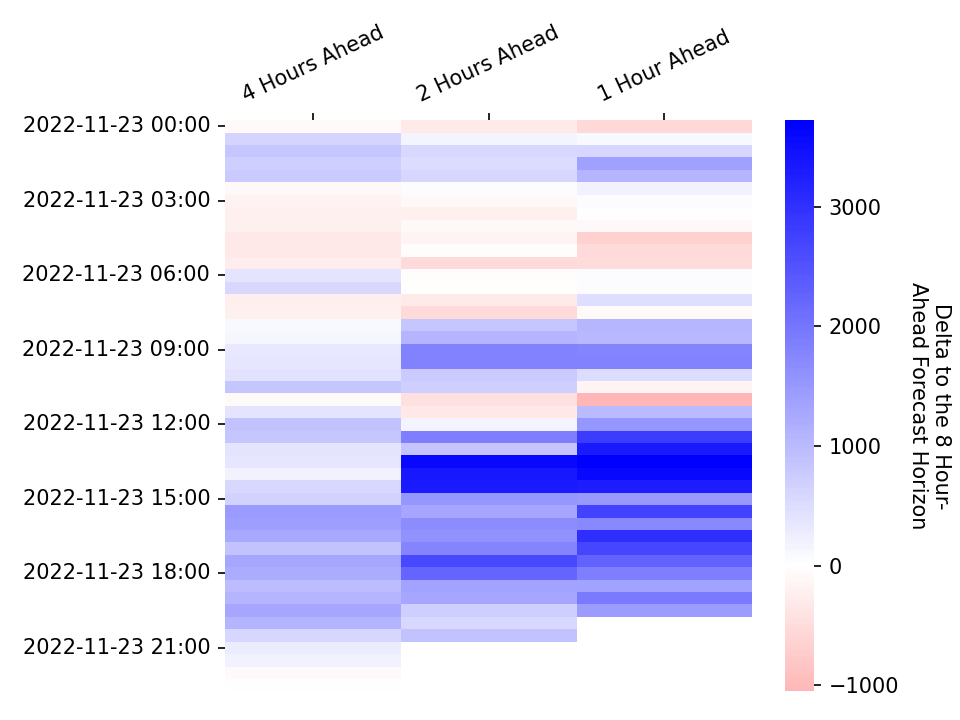 4 Hours Ahead
2 Hours Ahead
1 Hour Ahead
2022-11-23 00:00
2022-11-23 03:00
2022-11-23 06:00
2022-11-23 09:00
2022-11-23 12:00
2022-11-23 15:00
2022-11-23 18:00
2022-11-23 21:00
3000
2000
1000
0
−1000
Delta to the 8 Hour-
Ahead Forecast Horizon